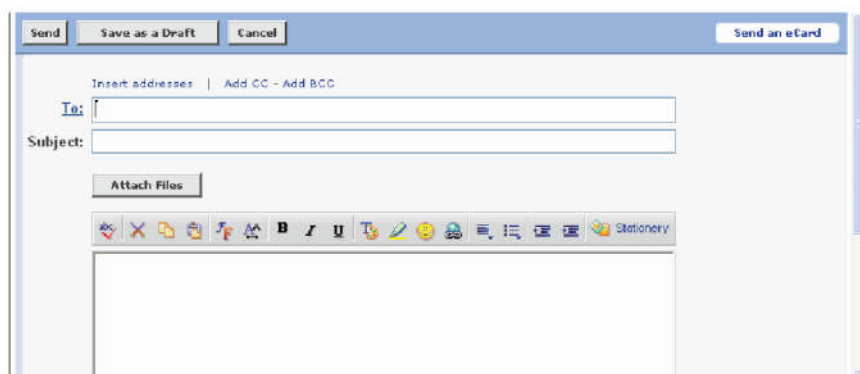 Send Save as a Draft Cancel Send an eCard
Insert addresses | Add CC - Add BCC
To:
Subject:
Attach Files
B I U Stationery